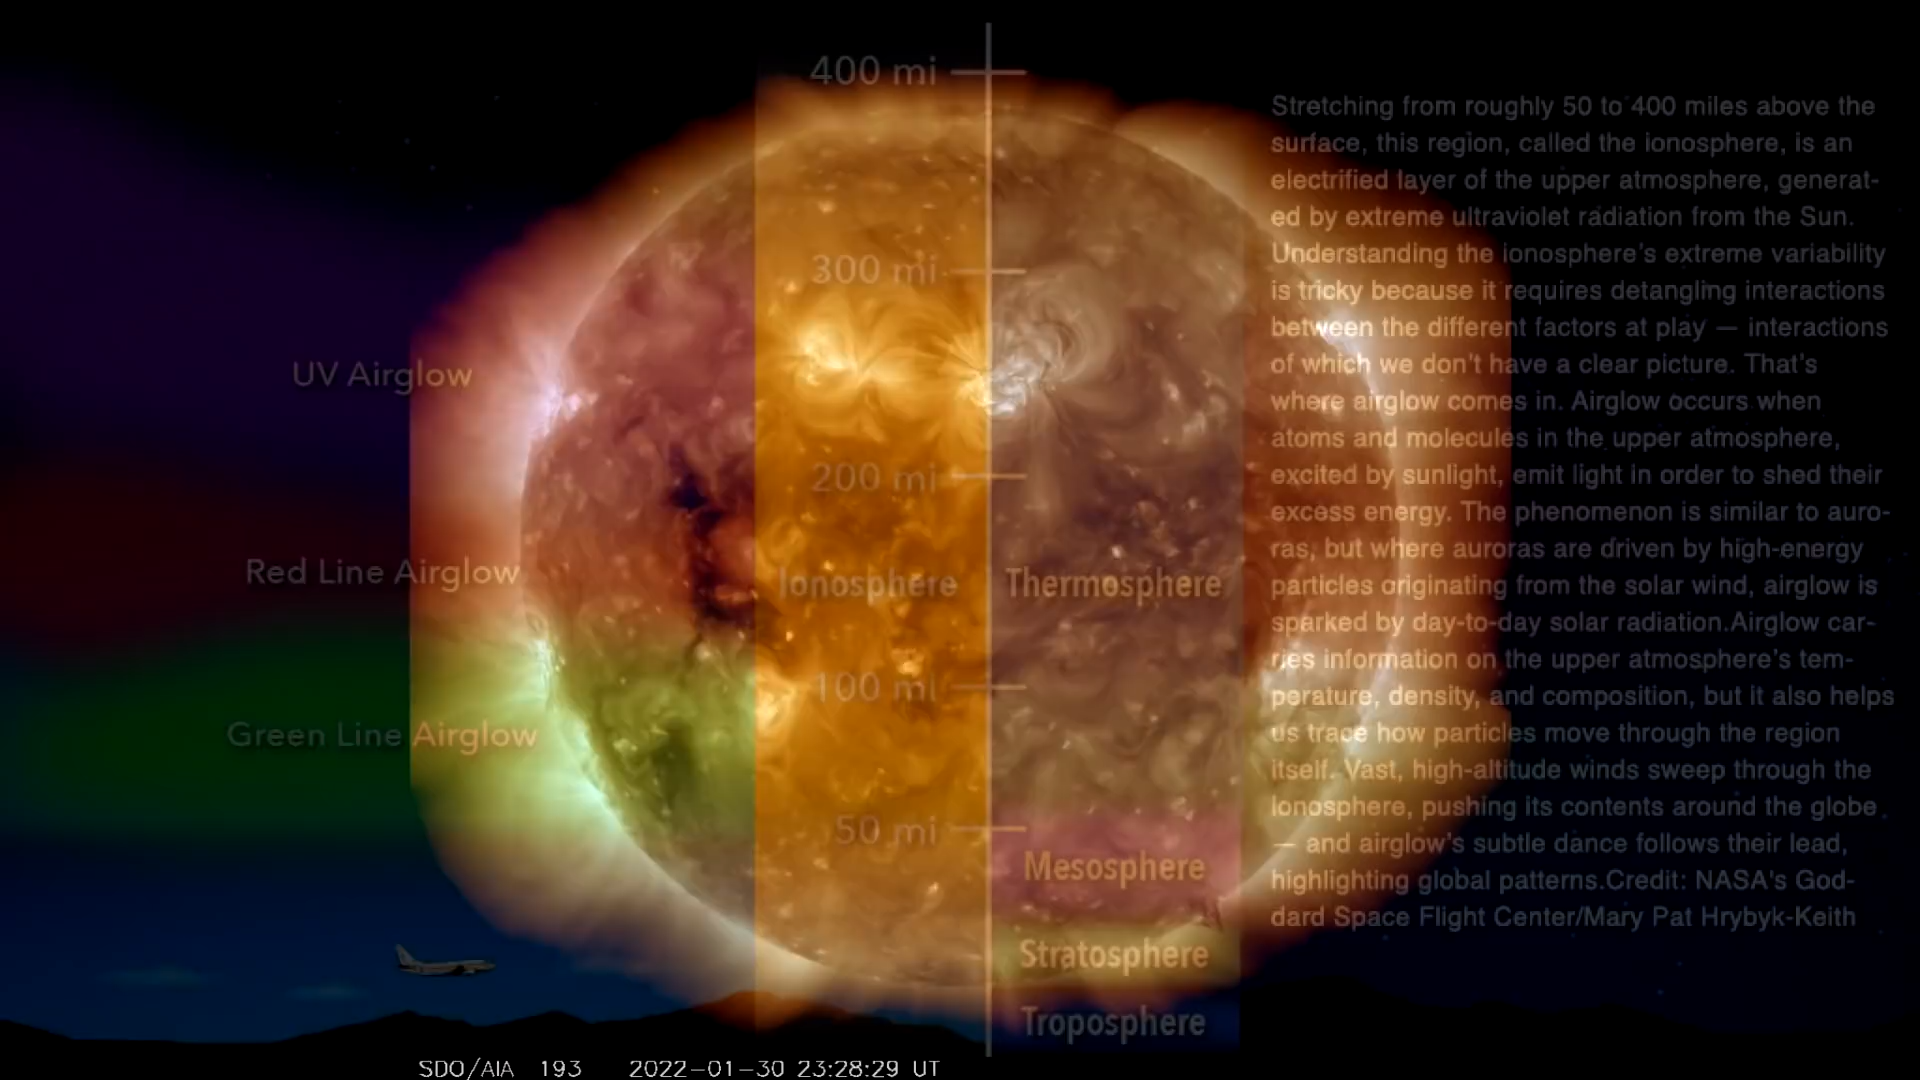 400 mi
300 mi
200 mi
100 mi
50 mi
UV Airglow
Red Line Airglow
Green Line Airglow
Ionosphere
Thermosphere
Mesosphere
Stratosphere
Troposphere
Stretching from roughly 50 to 400 miles above the
surface, this region, called the ionosphere, is an
electrified layer of the upper atmosphere, generat-
ed by extreme ultraviolet radiation from the Sun.
Understanding the ionosphere's extreme variability
is tricky because it requires detangling interactions
between the different factors at play — interactions
of which we don't have a clear picture. That's
where airglow comes in. Airglow occurs when
atoms and molecules in the upper atmosphere,
excited by sunlight, emit light in order to shed their
excess energy. The phenomenon is similar to auro-
ras, but where auroras are driven by high-energy
particles originating from the solar wind, airglow is
sparked by day-to-day solar radiation.Airglow car-
ries information on the upper atmosphere's tem-
perature, density, and composition, but it also helps
us trace how particles move through the region
itself. Vast, high-altitude winds sweep through the
Ionosphere, pushing its contents around the globe
— and airglow's subtle dance follows their lead,
highlighting global patterns.Credit: NASA's God-
dard Space Flight Center/Mary Pat Hrybyk-Keith
SDO/AIA 193 2022-01-30 23:28:29 UT